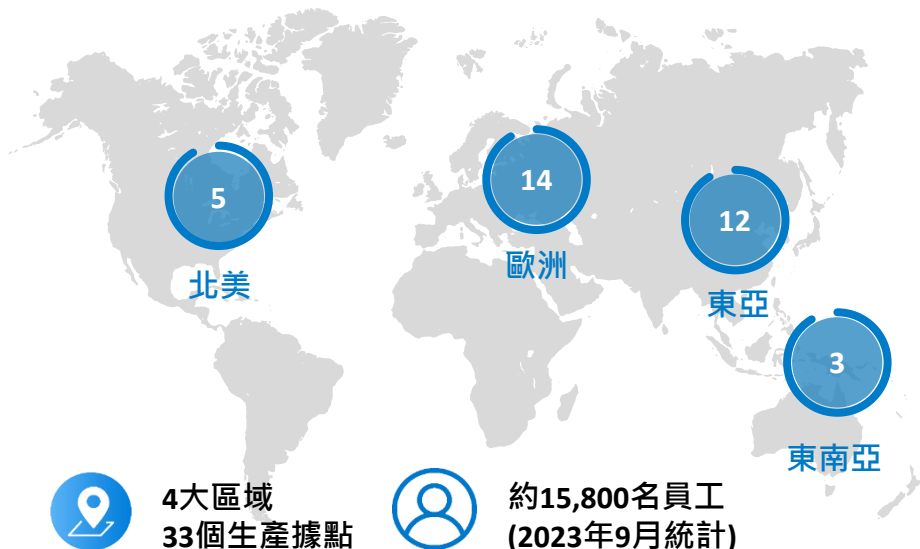 5
北美
14
歐洲
12
東亞
3
東南亞
4大區域
33個生產據點
約15,800名員工
(2023年9月統計)